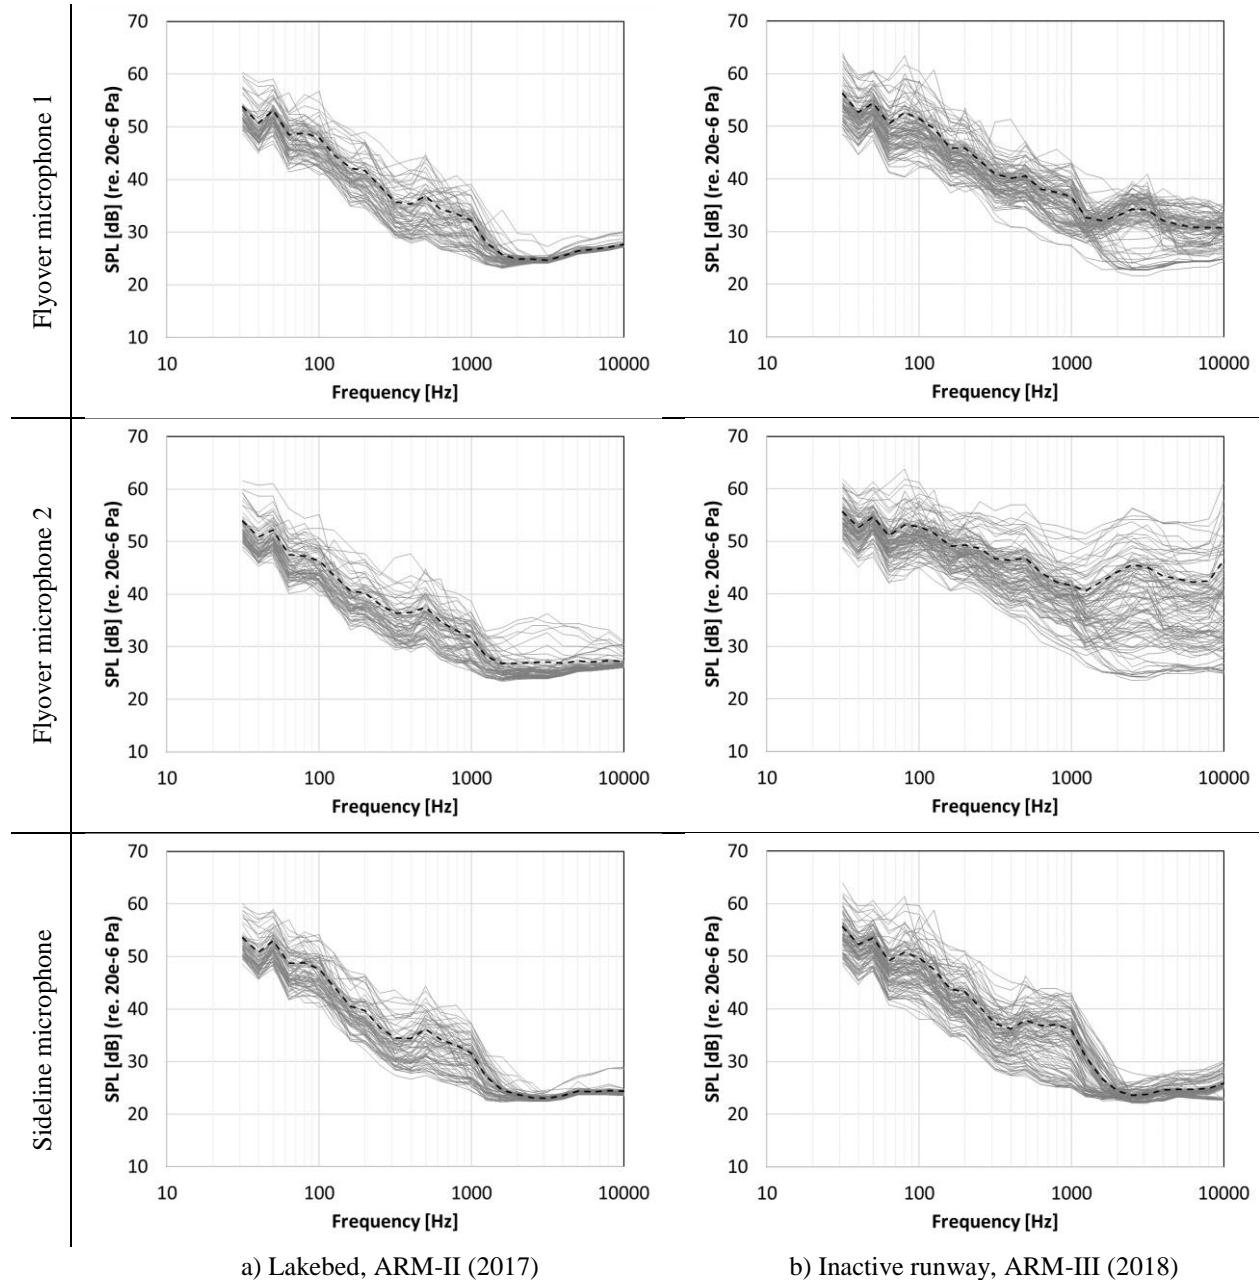 Flyover microphone 1
SPL [dB] (re. 20e-6 Pa)
70
60
50
40
30
20
10
10 100 1000 10000
Frequency [Hz]
SPL [dB] (re. 20e-6 Pa)
70
60
50
40
30
20
10
10 100 1000 10000
Frequency [Hz]
Flyover microphone 2
SPL [dB] (re. 20e-6 Pa)
70
60
50
40
30
20
10
10 100 1000 10000
Frequency [Hz]
SPL [dB] (re. 20e-6 Pa)
70
60
50
40
30
20
10
10 100 1000 10000
Frequency [Hz]
Sideline microphone
SPL [dB] (re. 20e-6 Pa)
70
60
50
40
30
20
10
10 100 1000 10000
Frequency [Hz]
SPL [dB] (re. 20e-6 Pa)
70
60
50
40
30
20
10
10 100 1000 10000
Frequency [Hz]
a) Lakebed, ARM-II (2017)
b) Inactive runway, ARM-III (2018)